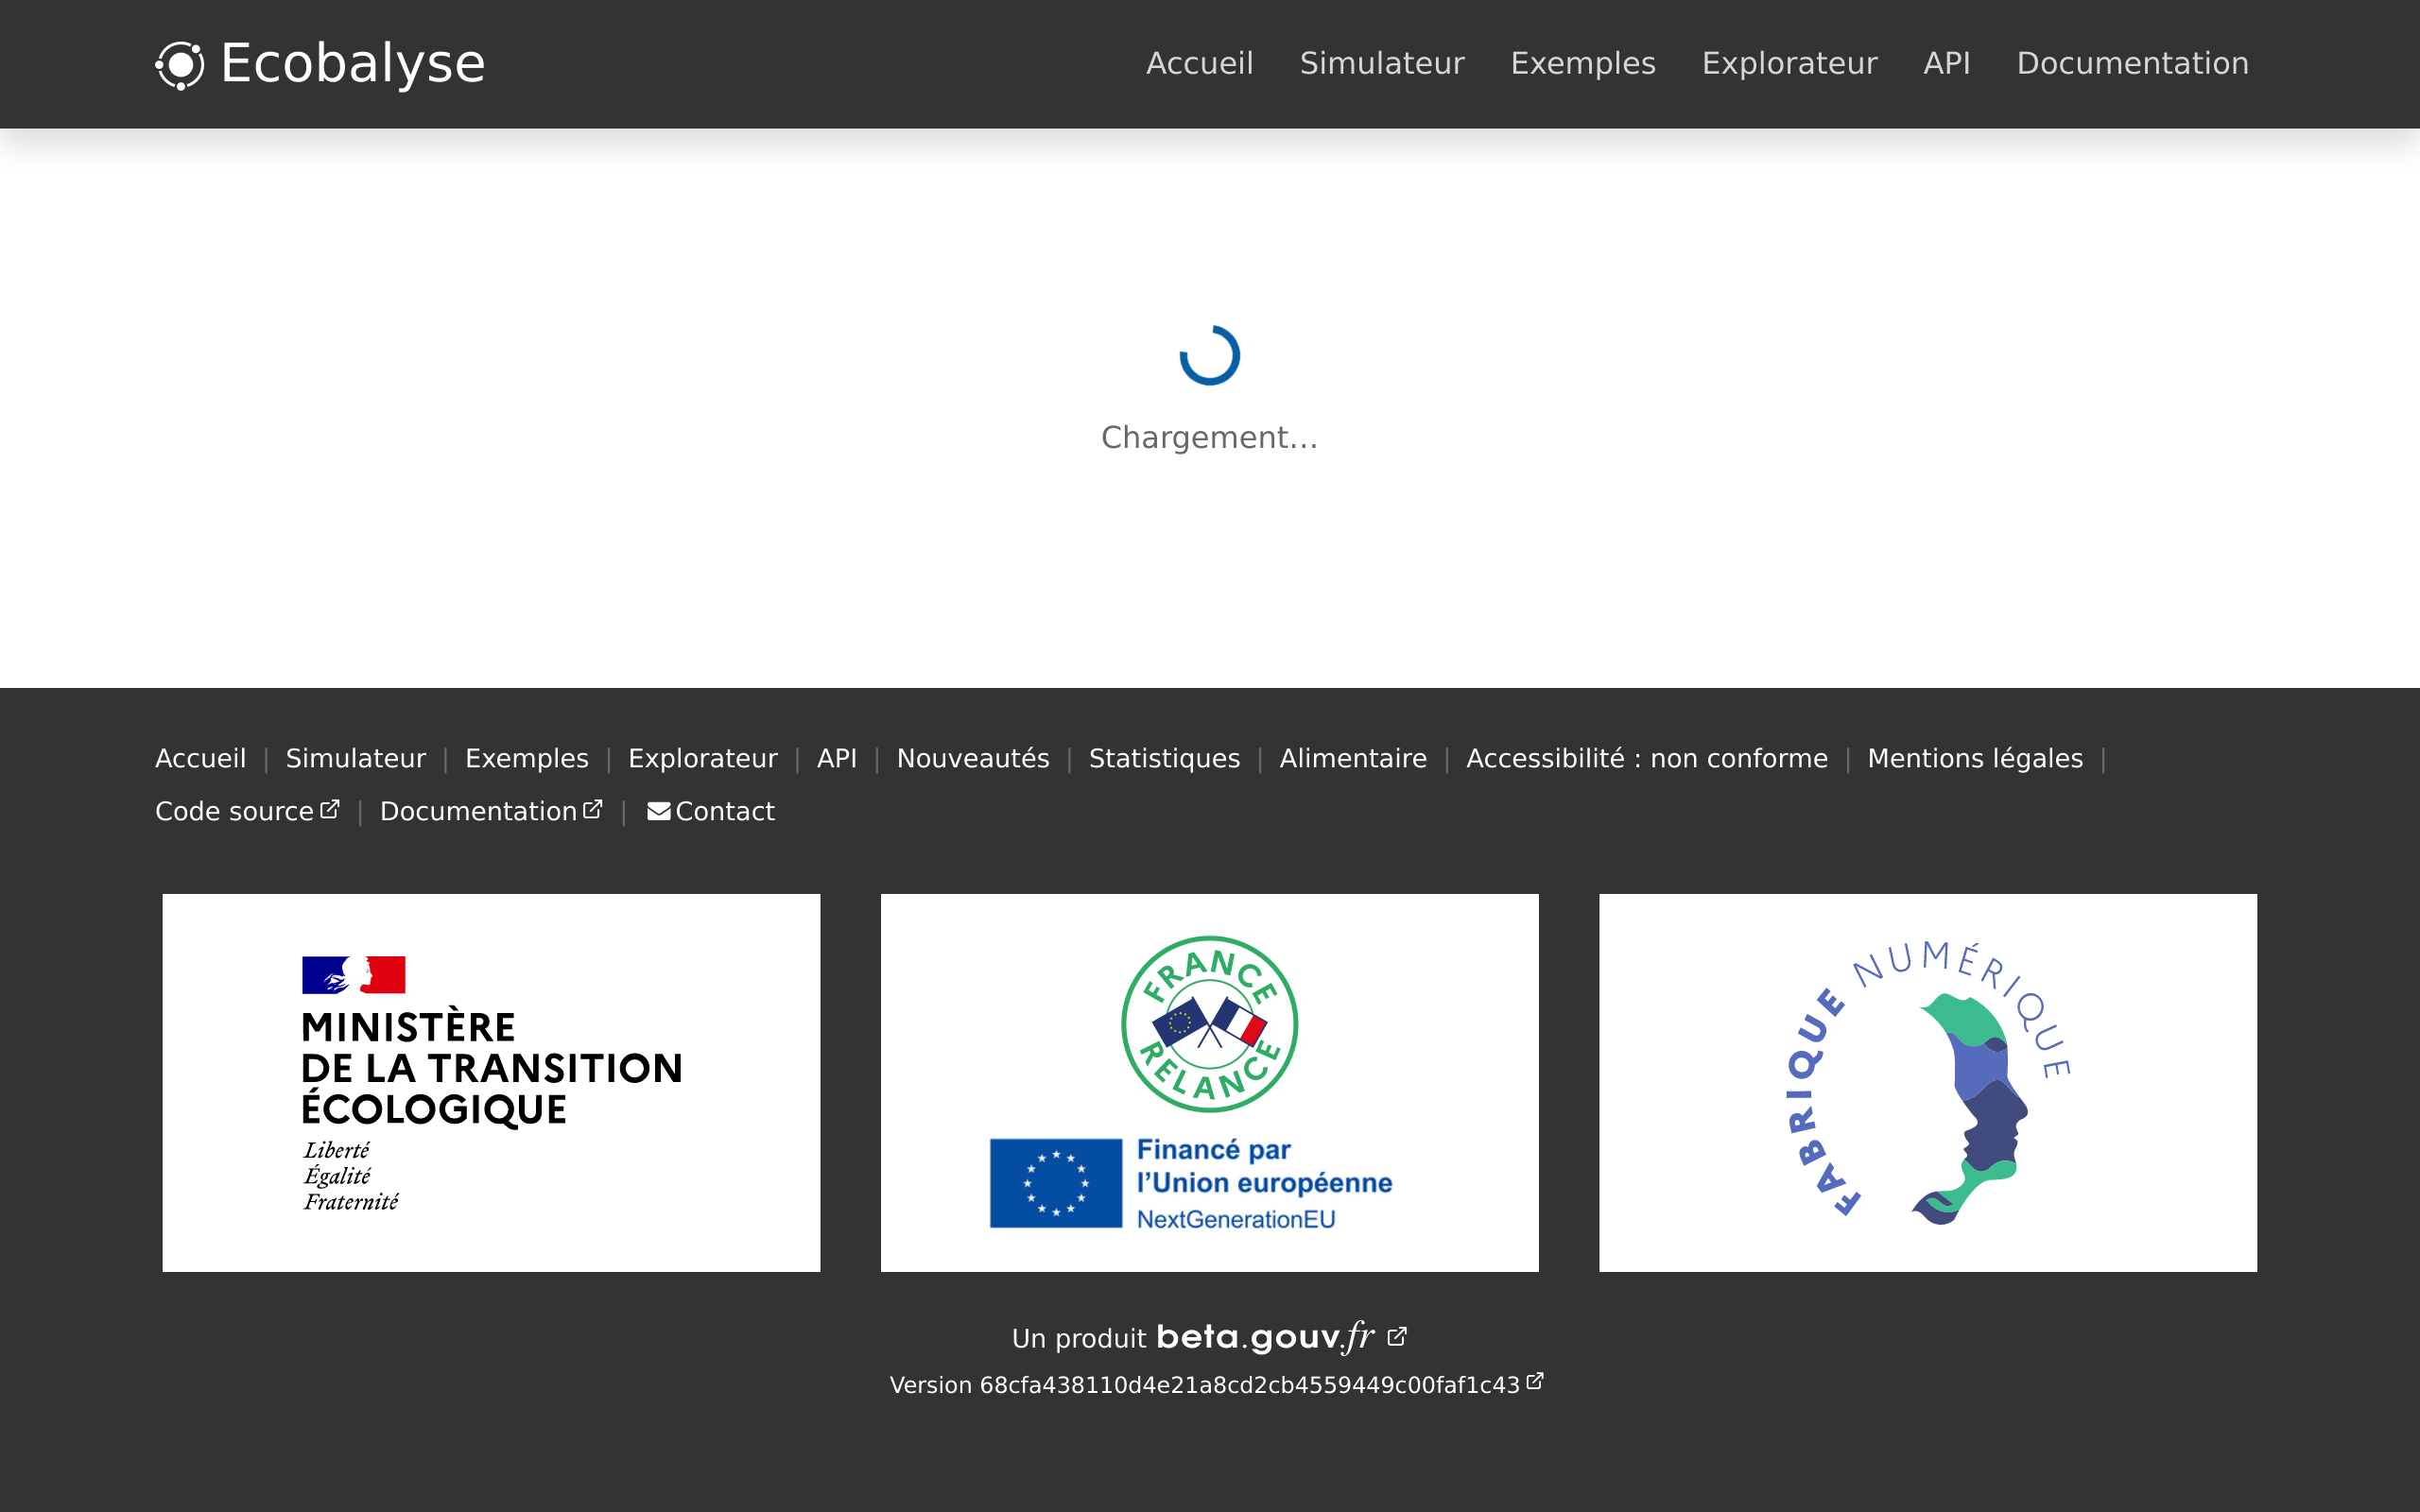 Ecobalyse
Accueil Simulateur Exemples Explorateur API Documentation
Chargement...
Accueil | Simulateur | Exemples | Explorateur | API | Nouveautés | Statistiques | Alimentaire | Accessibilité : non conforme | Mentions légales |
Code source | Documentation | Contact
MINISTÈRE
DE LA TRANSITION
ÉCOLOGIQUE
Liberté
Égalité
Fraternité
FRANCE
RELANCE
Financé par
l’Union européenne
NextGenerationEU
FABRIQUE NUMÉRIQUE
Un produit beta.gouv.fr
Version 68cfa438110d4e21a8cd2cb4559449c00faf1c43